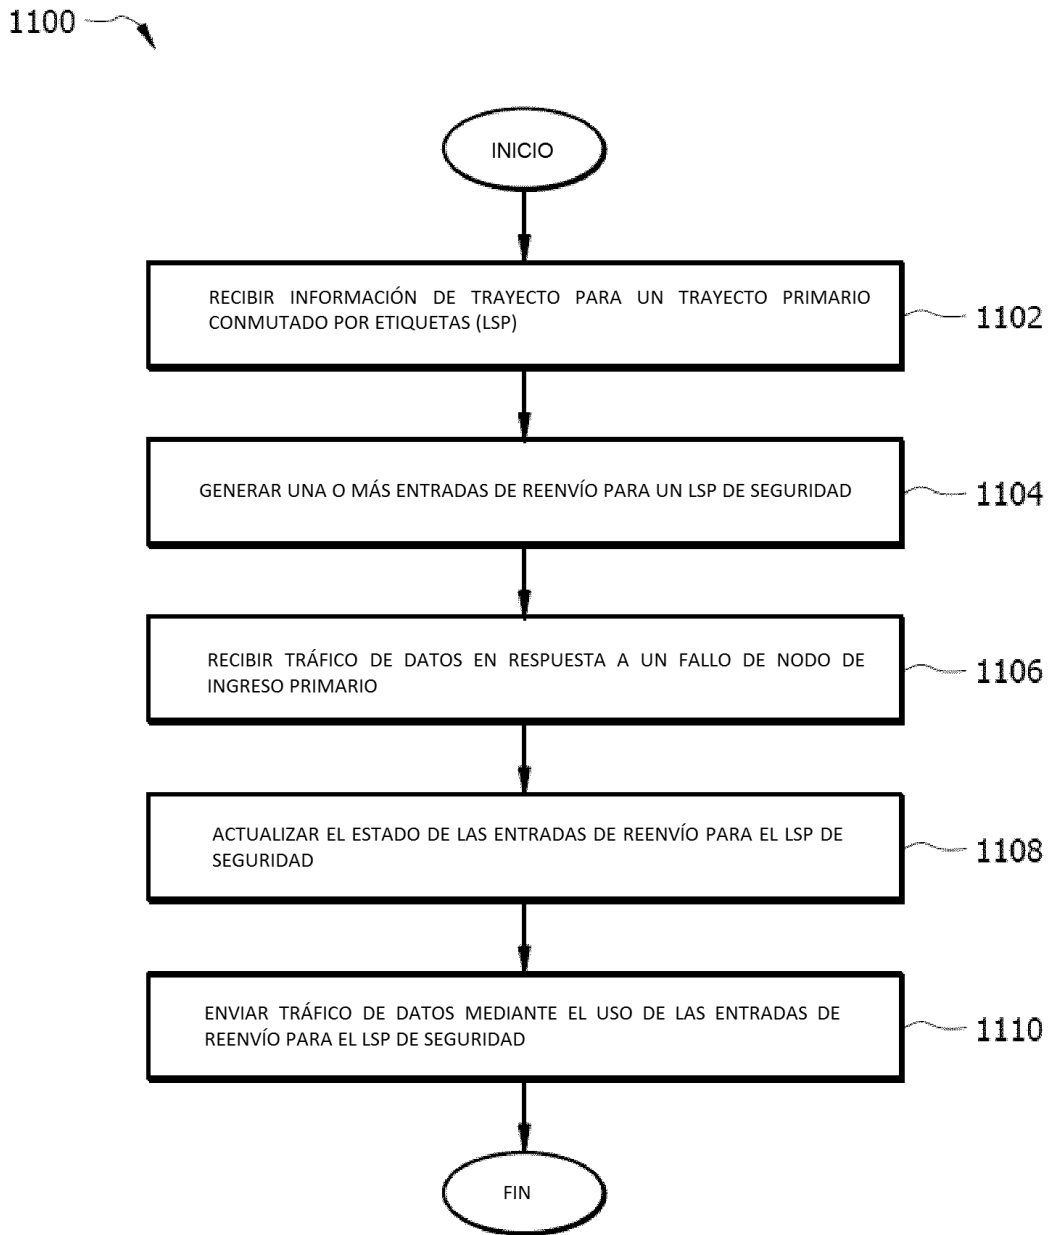 1100
INICIO
RECIBIR INFORMACIÓN DE TRAYECTO PARA UN TRAYECTO PRIMARIO
CONMUTADO POR ETIQUETAS (LSP)
1102
GENERAR UNA O MÁS ENTRADAS DE REENVÍO PARA UN LSP DE SEGURIDAD
1104
RECIBIR TRÁFICO DE DATOS EN RESPUESTA A UN FALLO DE NODO DE
INGRESO PRIMARIO
1106
ACTUALIZAR EL ESTADO DE LAS ENTRADAS DE REENVÍO PARA EL LSP DE
SEGURIDAD
1108
ENVIAR TRÁFICO DE DATOS MEDIANTE EL USO DE LAS ENTRADAS DE
REENVÍO PARA EL LSP DE SEGURIDAD
1110
FIN